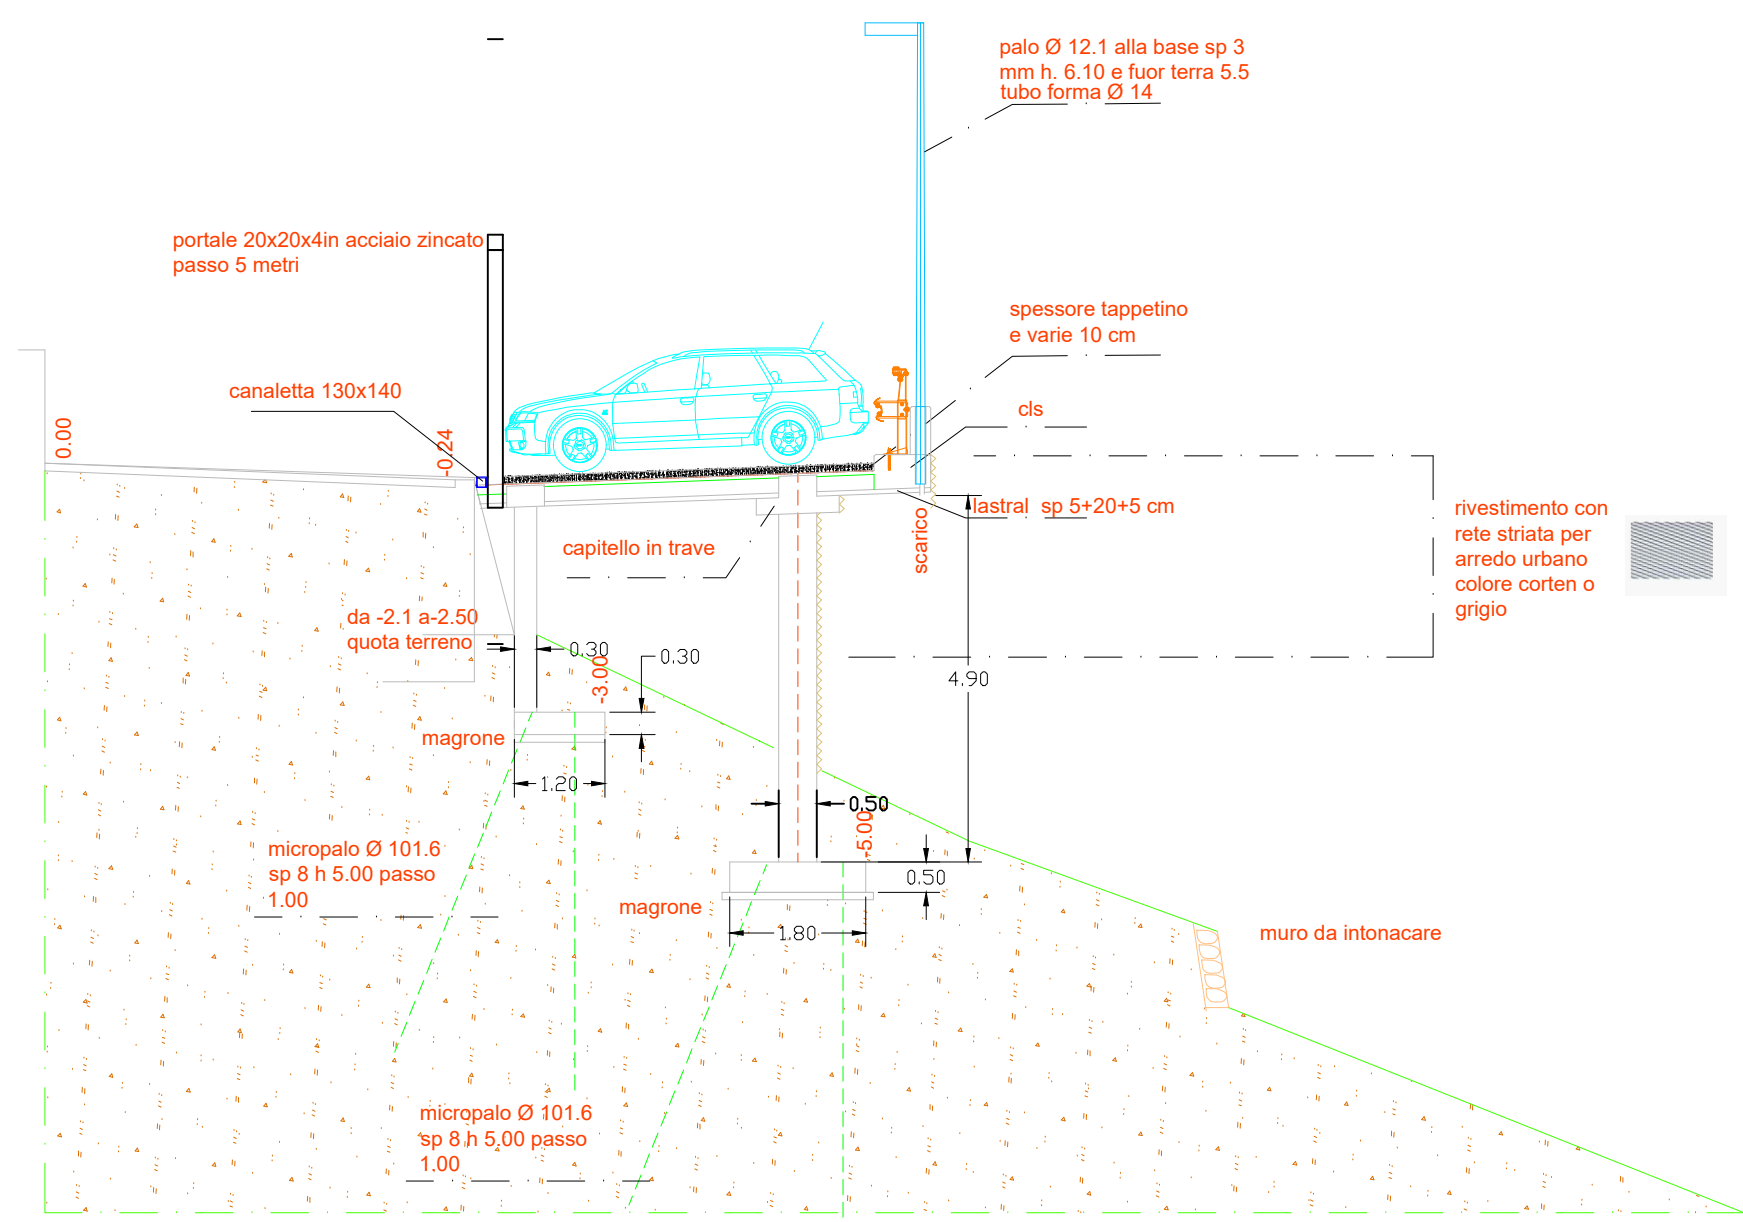 palo Ø 12.1 alla base sp 3
mm h. 6.10 e fuor terra 5.5
tubo forma Ø 14
portale 20x20x4in acciaio zincato
passo 5 metri
spessore tappetino
e varie 10 cm
canaletta 130x140
cls
0.00
-0.24
lastral sp 5+20+5 cm
rivestimento con
rete striata per
arredo urbano
colore corten o
grigio
scarico
capitello in trave
da -2.1 a-2.50
quota terreno
0.30
0.30
-3.00
4.90
magrone
1.20
0.50
-5.00
micropalo Ø 101.6
sp 8 h 5.00 passo
1.00
0.50
magrone
1.80
muro da intonacare
micropalo Ø 101.6
sp 8 h 5.00 passo
1.00